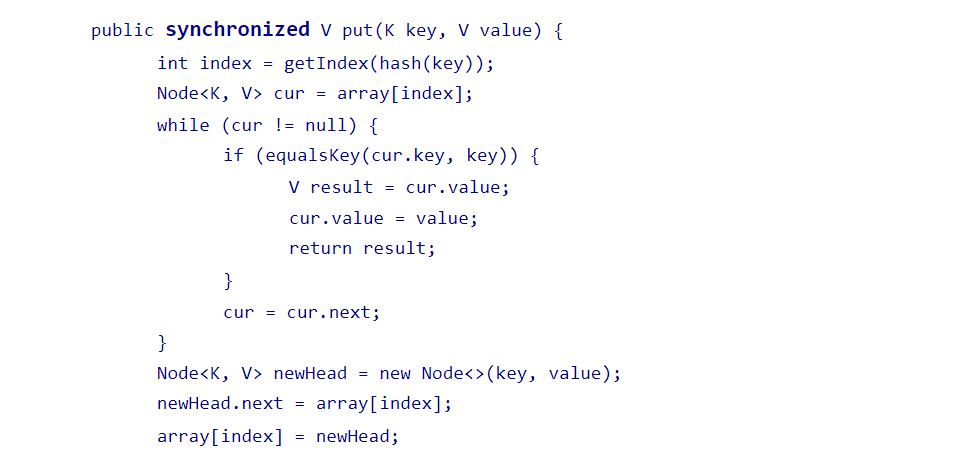 public synchronized V put(K key, V value) {
int index = getIndex(hash(key));
Node<K, V> cur = array[index];
while (cur != null) {
if (equalsKey(cur.key, key)) {
V result = cur.value;
cur.value = value;
return result;
}
cur = cur.next;
}
Node<K, V> newHead = new Node<>(key, value);
newHead.next = array[index];
array[index] = newHead;